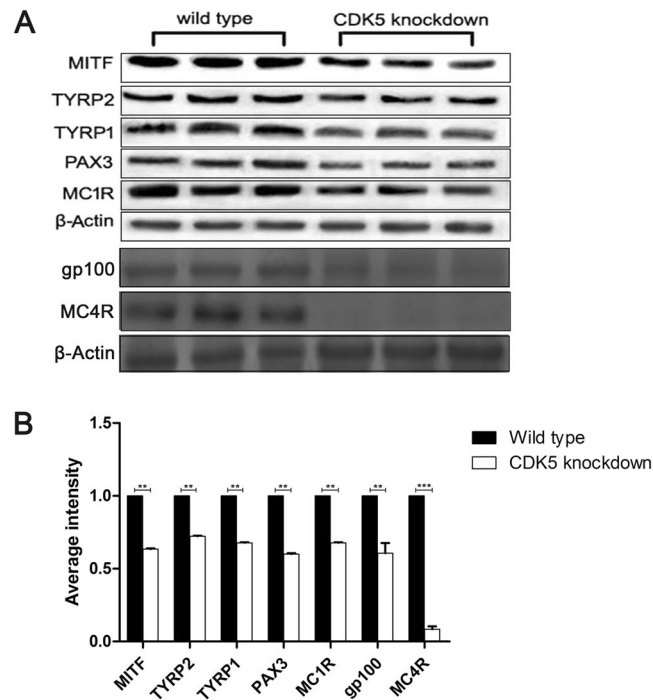 A
wild type
CDK5 knockdown
MITF
TYRP2
TYRP1
PAX3
MC1R
β-Actin
gp100
MC4R
β-Actin
B
Wild type
CDK5 knockdown
Average intensity
1.5
1.0
0.5
0.0
** ** ** ** ** ** ***
MITF TYRP2 TYRP1 PAX3 MC1R gp100 MC4R